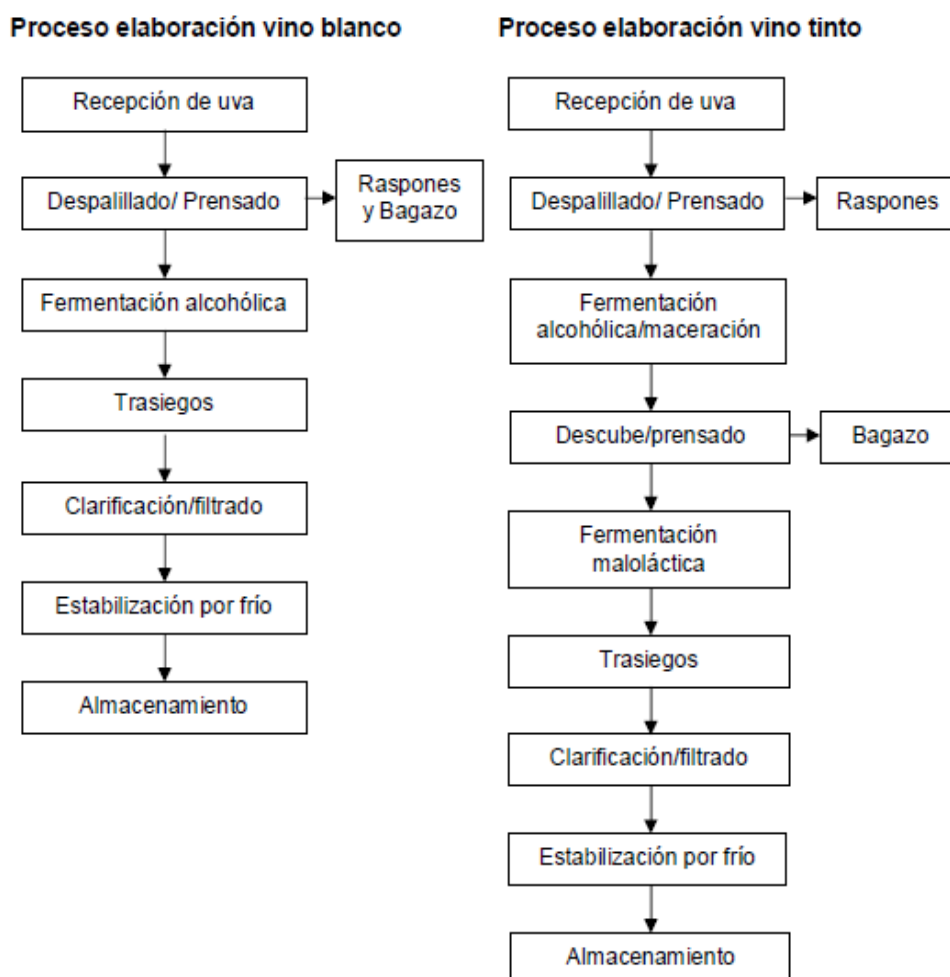 Proceso elaboración vino blanco
Recepción de uva
Despalillado/ Prensado
Raspones
y Bagazo
Fermentación alcohólica
Trasiegos
Clarificación/filtrado
Estabilización por frío
Almacenamiento
Proceso elaboración vino tinto
Recepción de uva
Despalillado/ Prensado
Raspones
Fermentación
alcohólica/maceración
Descube/prensado
Bagazo
Fermentación
maloláctica
Trasiegos
Clarificación/filtrado
Estabilización por frío
Almacenamiento